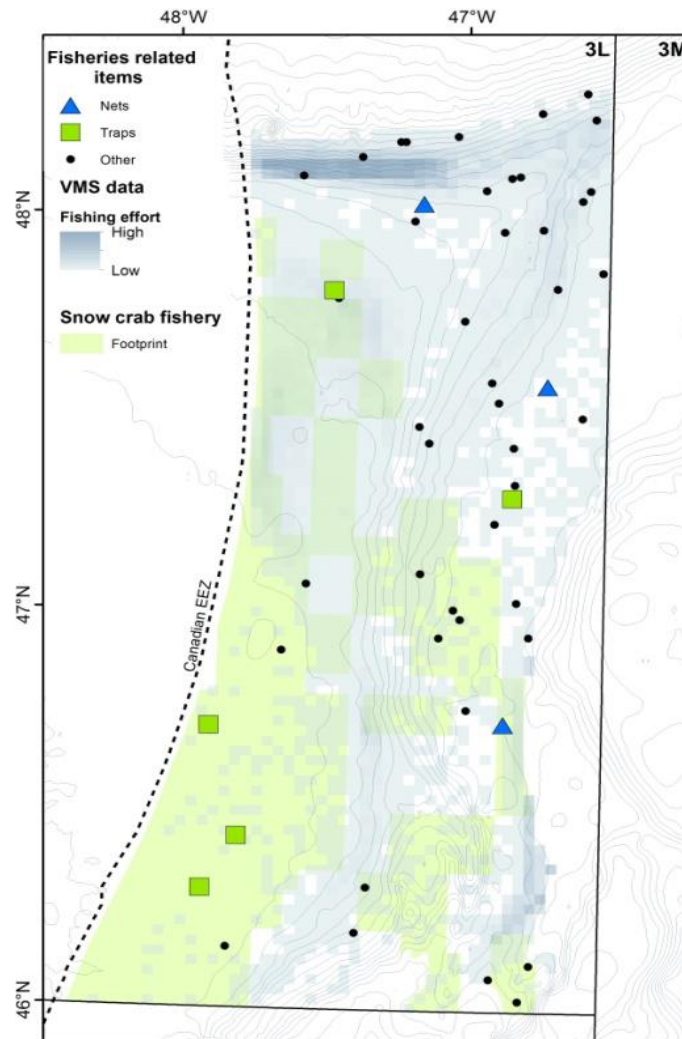 48°W
47°W
3L
3M
Fisheries related
items
Nets
Traps
Other
VMS data
Fishing effort
High
Low
Snow crab fishery
Footprint
48°N
47°N
46°N
Canadian EEZ